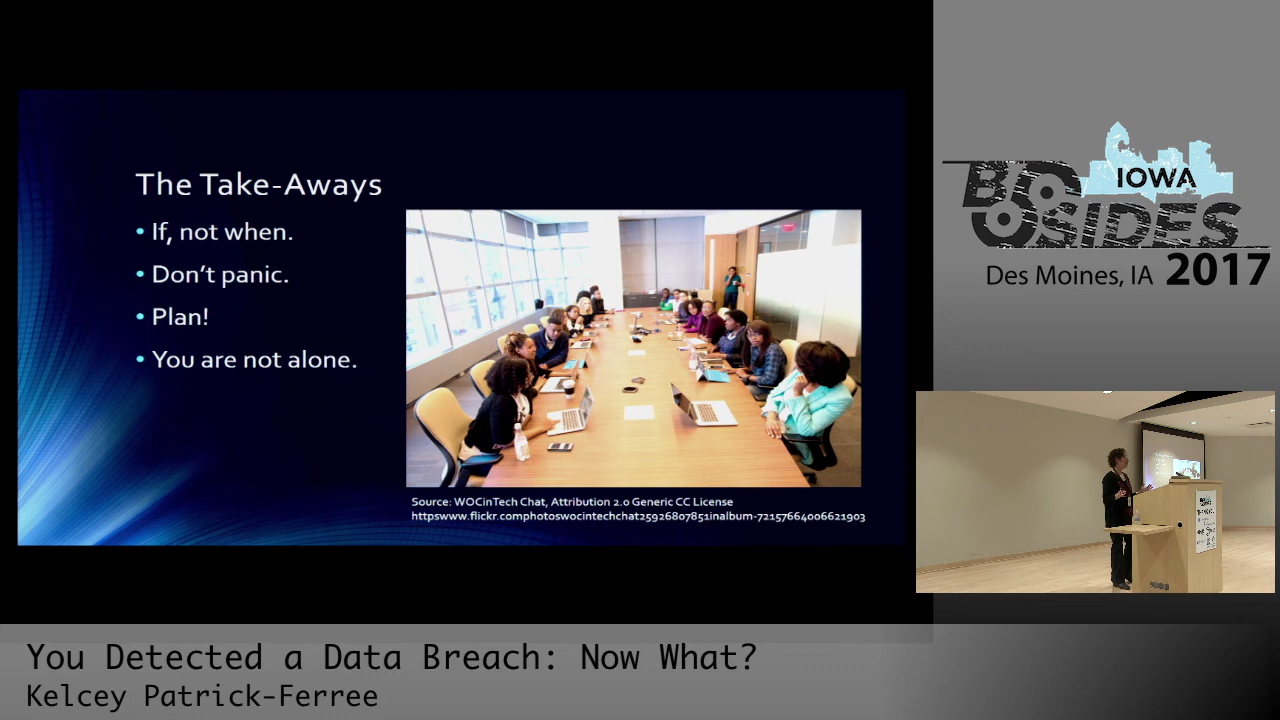 The Take-Aways
• If, not when.
• Don't panic.
• Plan!
• You are not alone.
Source: WOCinTech Chat, Attribution 2.0 Generic CC License
httpswww.flickr.comphotoswocintechchat25926807851inalbum-72157664006621903
IOWA
BSIDES
Des Moines, IA 2017
You Detected a Data Breach: Now What?
Kelcey Patrick-Ferree